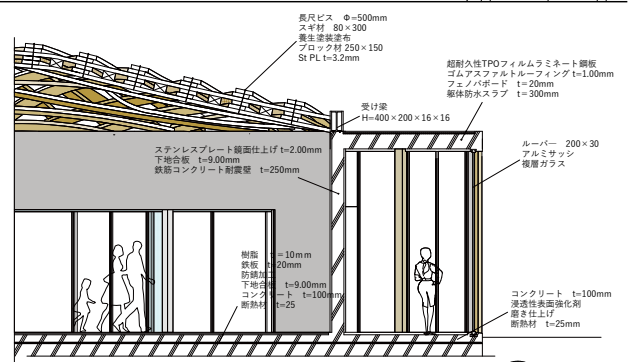 長尺ビス　Φ=500mm
スギ材　80×300
養生塗装塗布
ブロック材 250×150
St PL t=3.2mm
超耐久性TPOフィルムラミネート鋼板
ゴムアスファルトルーフィング t=1.00mm
フェノバボード　t=20mm
躯体防水スラブ　t=300mm
受け梁
H=400×200×16×16
ルーバー　200×30
アルミサッシ
複層ガラス
ステンレスプレート鏡面仕上げ t=2.00mm
下地合板　t=9.00mm
鉄筋コンクリート耐震壁　t=250mm
樹脂　t=10mm
鉄板　t=20mm
防錆加工
下地合板　t=9.00mm
コンクリート　t=100mm
断熱材　t=25
コンクリート　t=100mm
浸透性表面強化剤
磨き仕上げ
断熱材　t=25mm